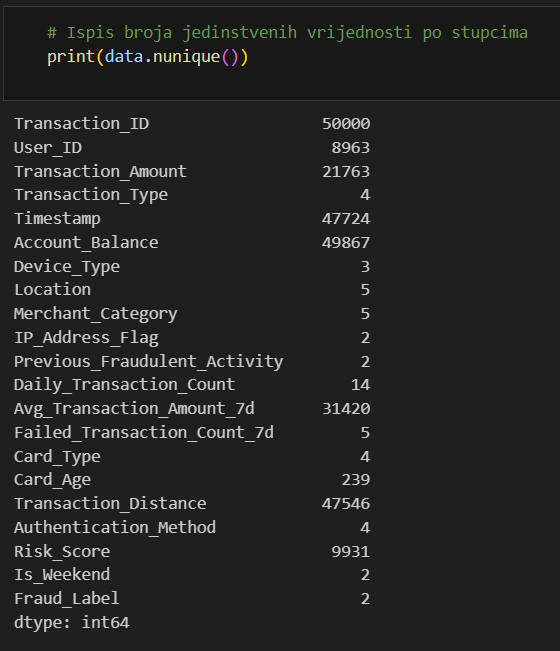 # Ispis broja jedinstvenih vrijednosti po stupcima
print(data.nunique())
Transaction_ID 50000
User_ID 8963
Transaction_Amount 21763
Transaction_Type 4
Timestamp 47724
Account_Balance 49867
Device_Type 3
Location 5
Merchant_Category 5
IP_Address_Flag 2
Previous_Fraudulent_Activity 2
Daily_Transaction_Count 14
Avg_Transaction_Amount_7d 31420
Failed_Transaction_Count_7d 5
Card_Type 4
Card_Age 239
Transaction_Distance 47546
Authentication_Method 4
Risk_Score 9931
Is_Weekend 2
Fraud_Label 2
dtype: int64